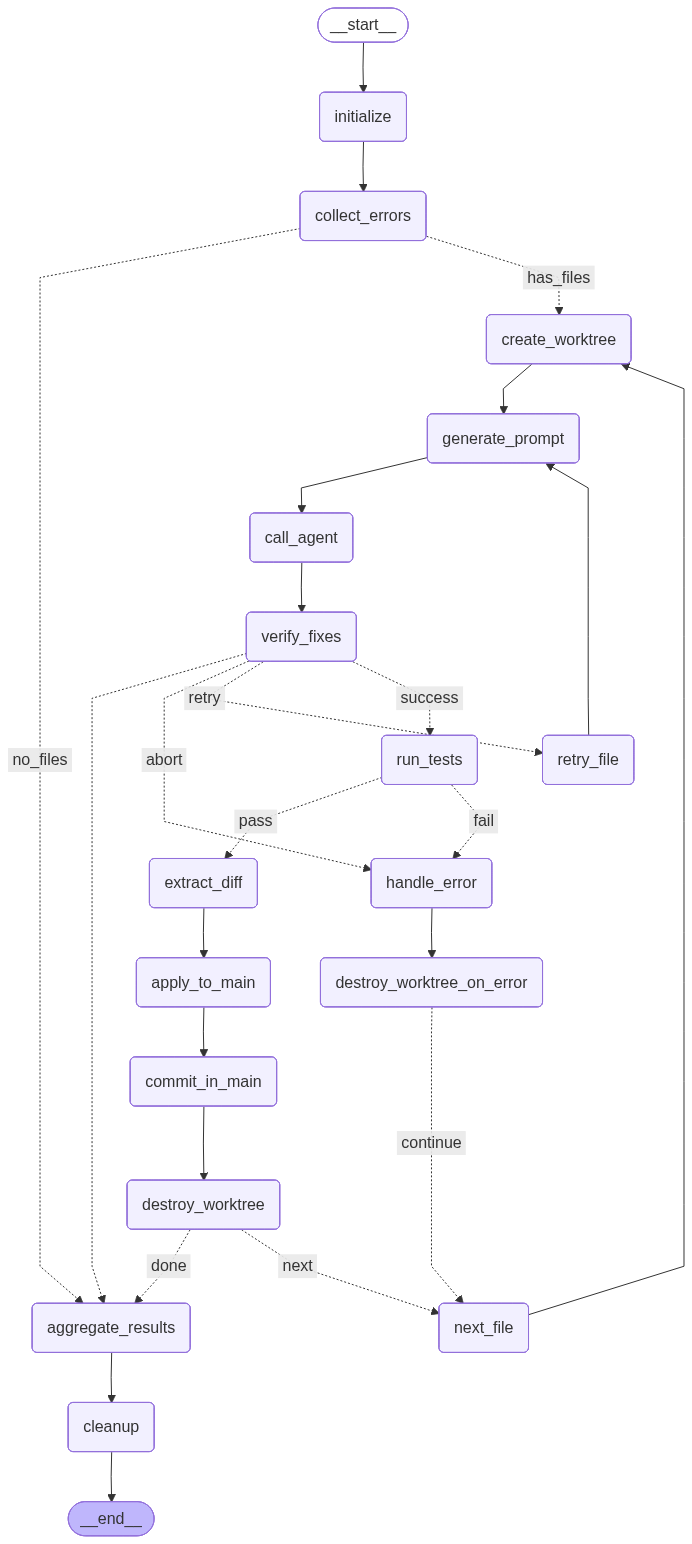 __start__
initialize
collect_errors
has_files
create_worktree
generate_prompt
call_agent
verify_fixes
retry
success
no_files
abort
run_tests
retry_file
pass
fail
extract_diff
handle_error
apply_to_main
destroy_worktree_on_error
commit_in_main
continue
destroy_worktree
done
next
aggregate_results
next_file
cleanup
__end__